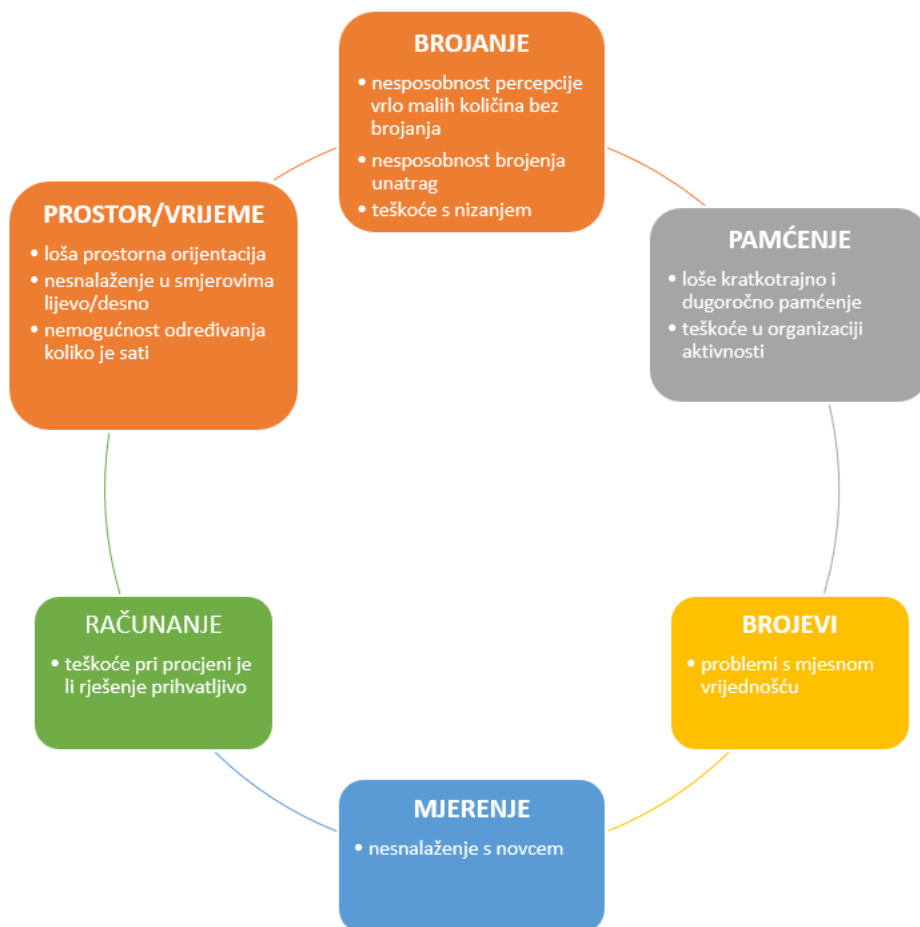 BROJANJE
• nesposobnost percepcije
vrlo malih količina bez
brojanja
• nesposobnost brojenja
unatrag
• teškoće s nizanjem
PAMĆENJE
• loše kratkotrajno i
dugoročno pamćenje
• teškoće u organizaciji
aktivnosti
BROJEVI
• problemi s mjesnom
vrijednošću
MJERENJE
• nesnalaženje s novcem
RAČUNANJE
• teškoće pri procjeni je
li rješenje prihvatljivo
PROSTOR/VRIJEME
• loša prostorna orijentacija
• nesnalaženje u smjerovima
lijevo/desno
• nemogućnost određivanja
koliko je sati